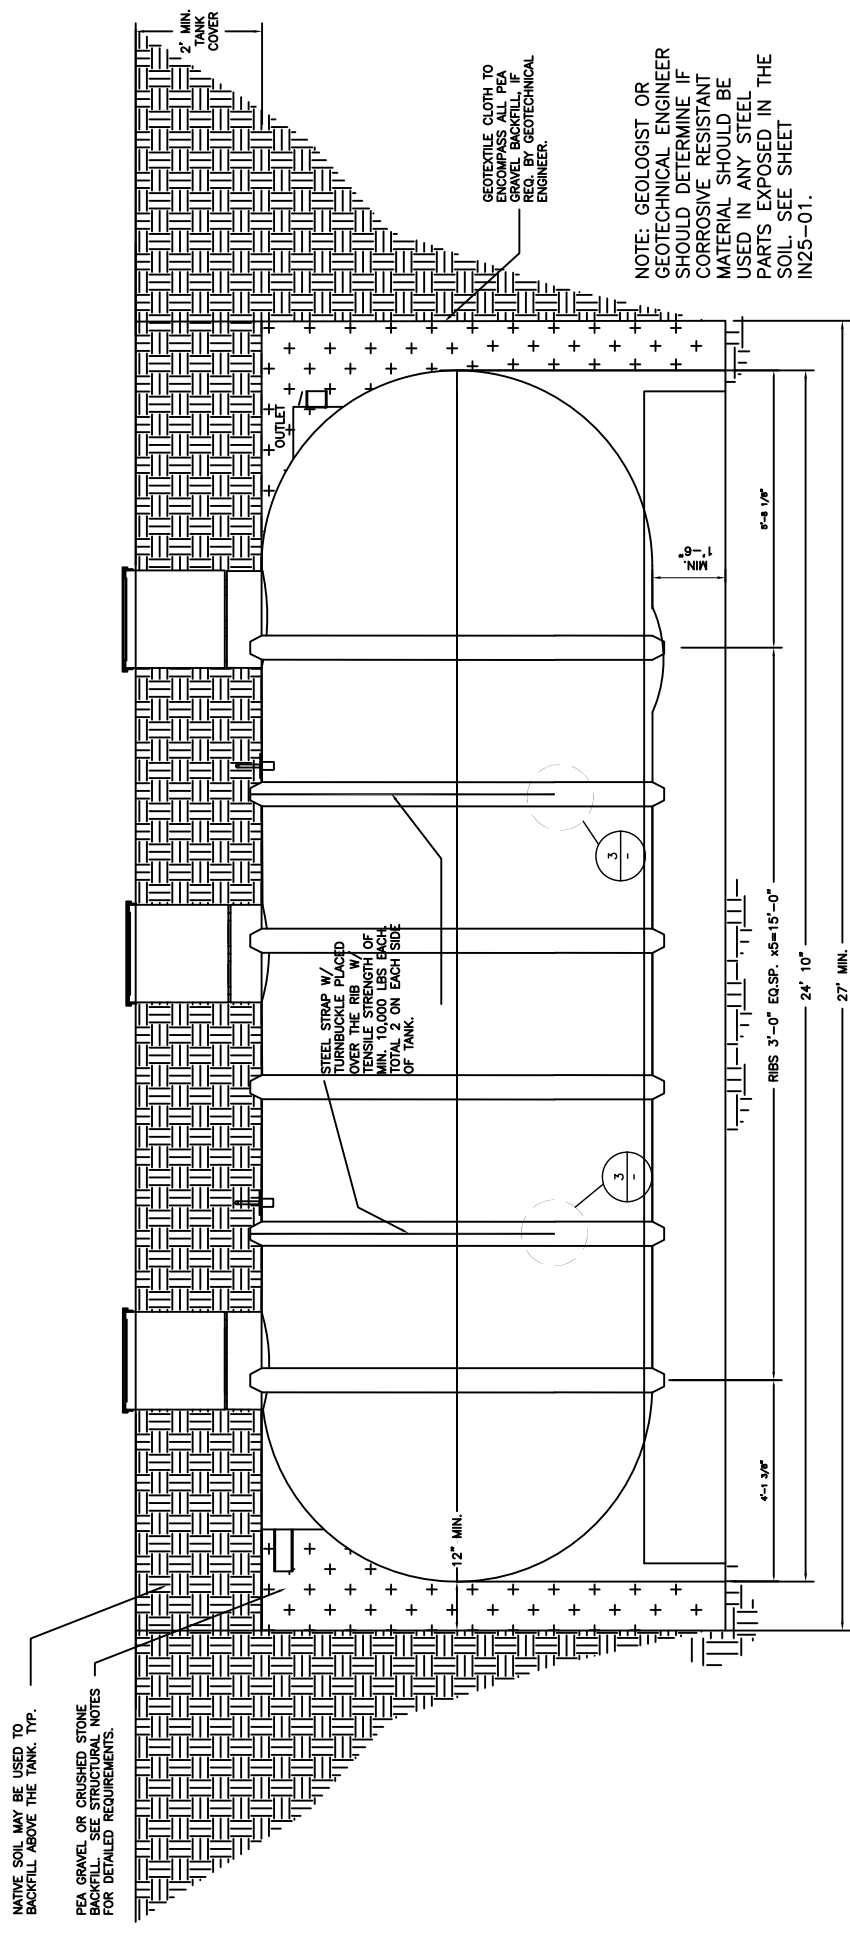 NATIVE SOIL MAY BE USED TO
BACKFILL ABOVE THE TANK. TYP.
PEA GRAVEL OR CRUSHED STONE
BACKFILL. SEE STRUCTURAL NOTES
FOR DETAILED REQUIREMENTS.
2' MIN.
TANK
COVER
GEOTEXTILE CLOTH TO
ENCOMPASS ALL PEA
GRAVEL BACKFILL, IF
REQ. BY GEOTECHNICAL
ENGINEER.
NOTE: GEOLOGIST OR
GEOTECHNICAL ENGINEER
SHOULD DETERMINE IF
CORROSIVE RESISTANT
MATERIAL SHOULD BE
USED IN ANY STEEL
PARTS EXPOSED IN THE
SOIL. SEE SHEET
IN25-01.
OUTLET
STEEL STRAP W/
TURNBUCKLE PLACED
OVER THE RIB W/
TENSILE STRENGTH OF
MIN. 10,000 LBS EACH.
TOTAL 2 ON EACH SIDE
OF TANK.
12" MIN.
3
-
3
-
MIN.
1'-6"
4'-1 3/8"
RIBS 3'-0" EQ.SP. x5=15'-0"
5'-8 1/8"
24' 10"
27' MIN.